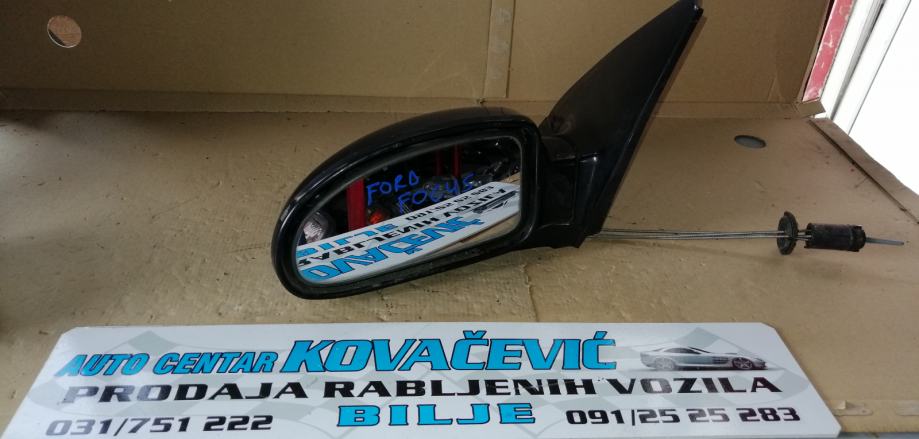 FORD
FOCUS
AUTO CENTAR KOVAČEVIĆ
PRODAJA RABLJENIH VOZILA
031/751 222 BILJE 091/25 25 283